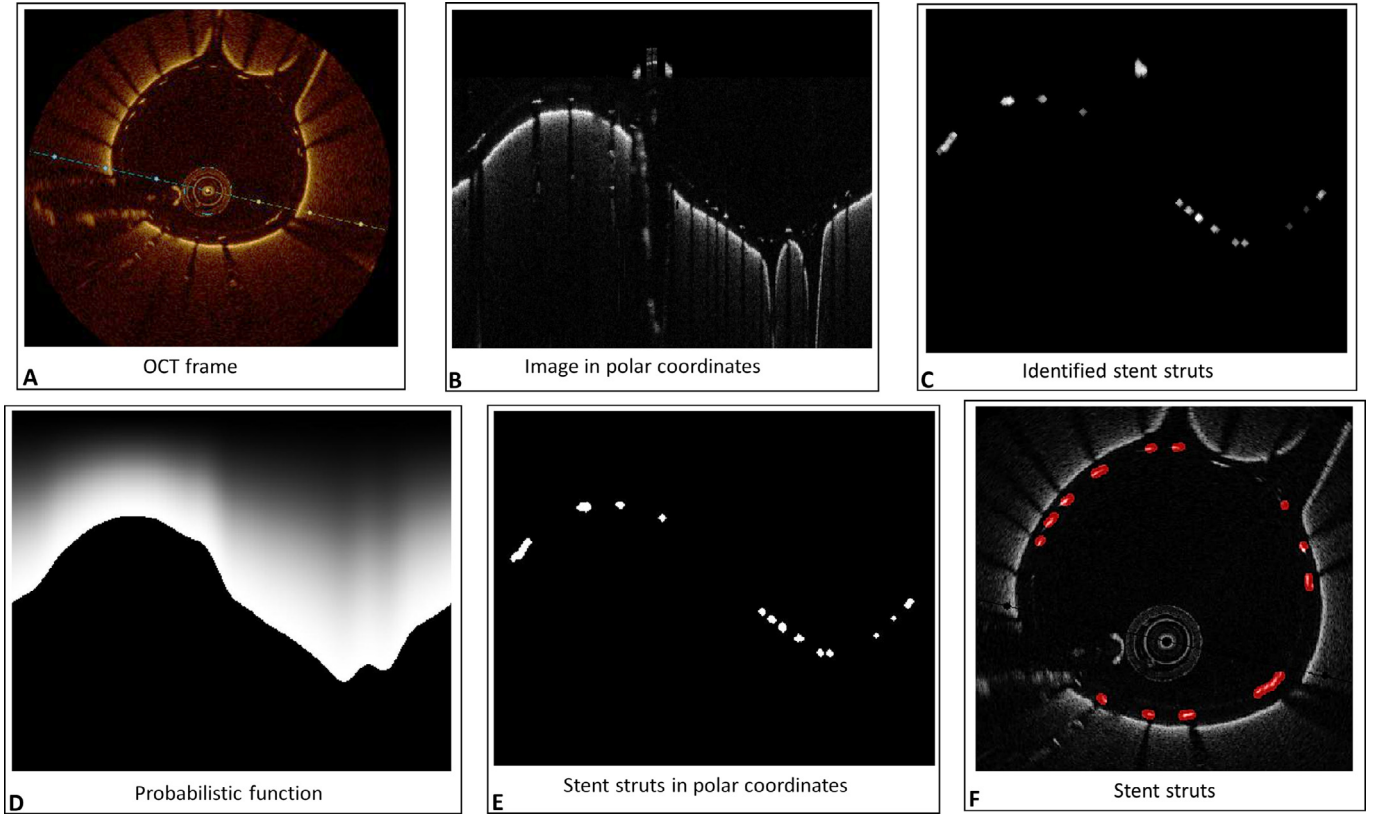 A
OCT frame
B
Image in polar coordinates
C
Identified stent struts
D
Probabilistic function
E
Stent struts in polar coordinates
F
Stent struts